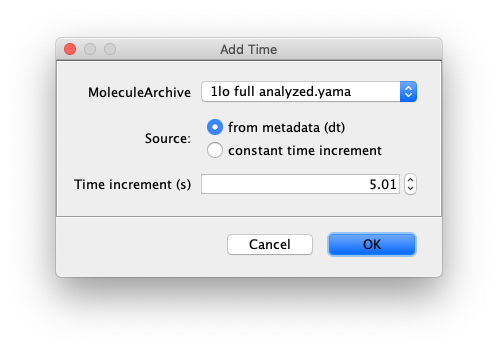 Add Time
MoleculeArchive 1lo full analyzed.yama
Source: from metadata (dt)
constant time increment
Time increment (s) 5.01
Cancel OK